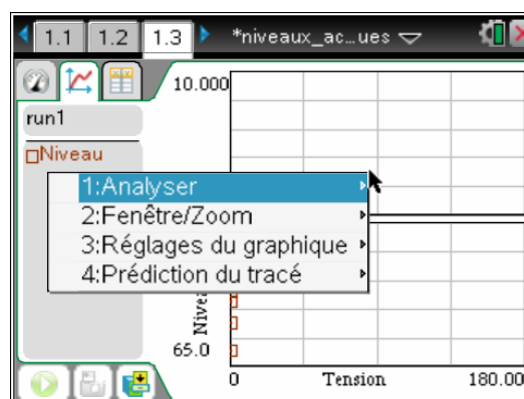 1.1 1.2 1.3 *niveaux_ac…ues
10.000
run1
Niveau
1:Analyser
2:Fenêtre/Zoom
3:Réglages du graphique
4:Prédiction du tracé
65.0
0 Tension 180.00